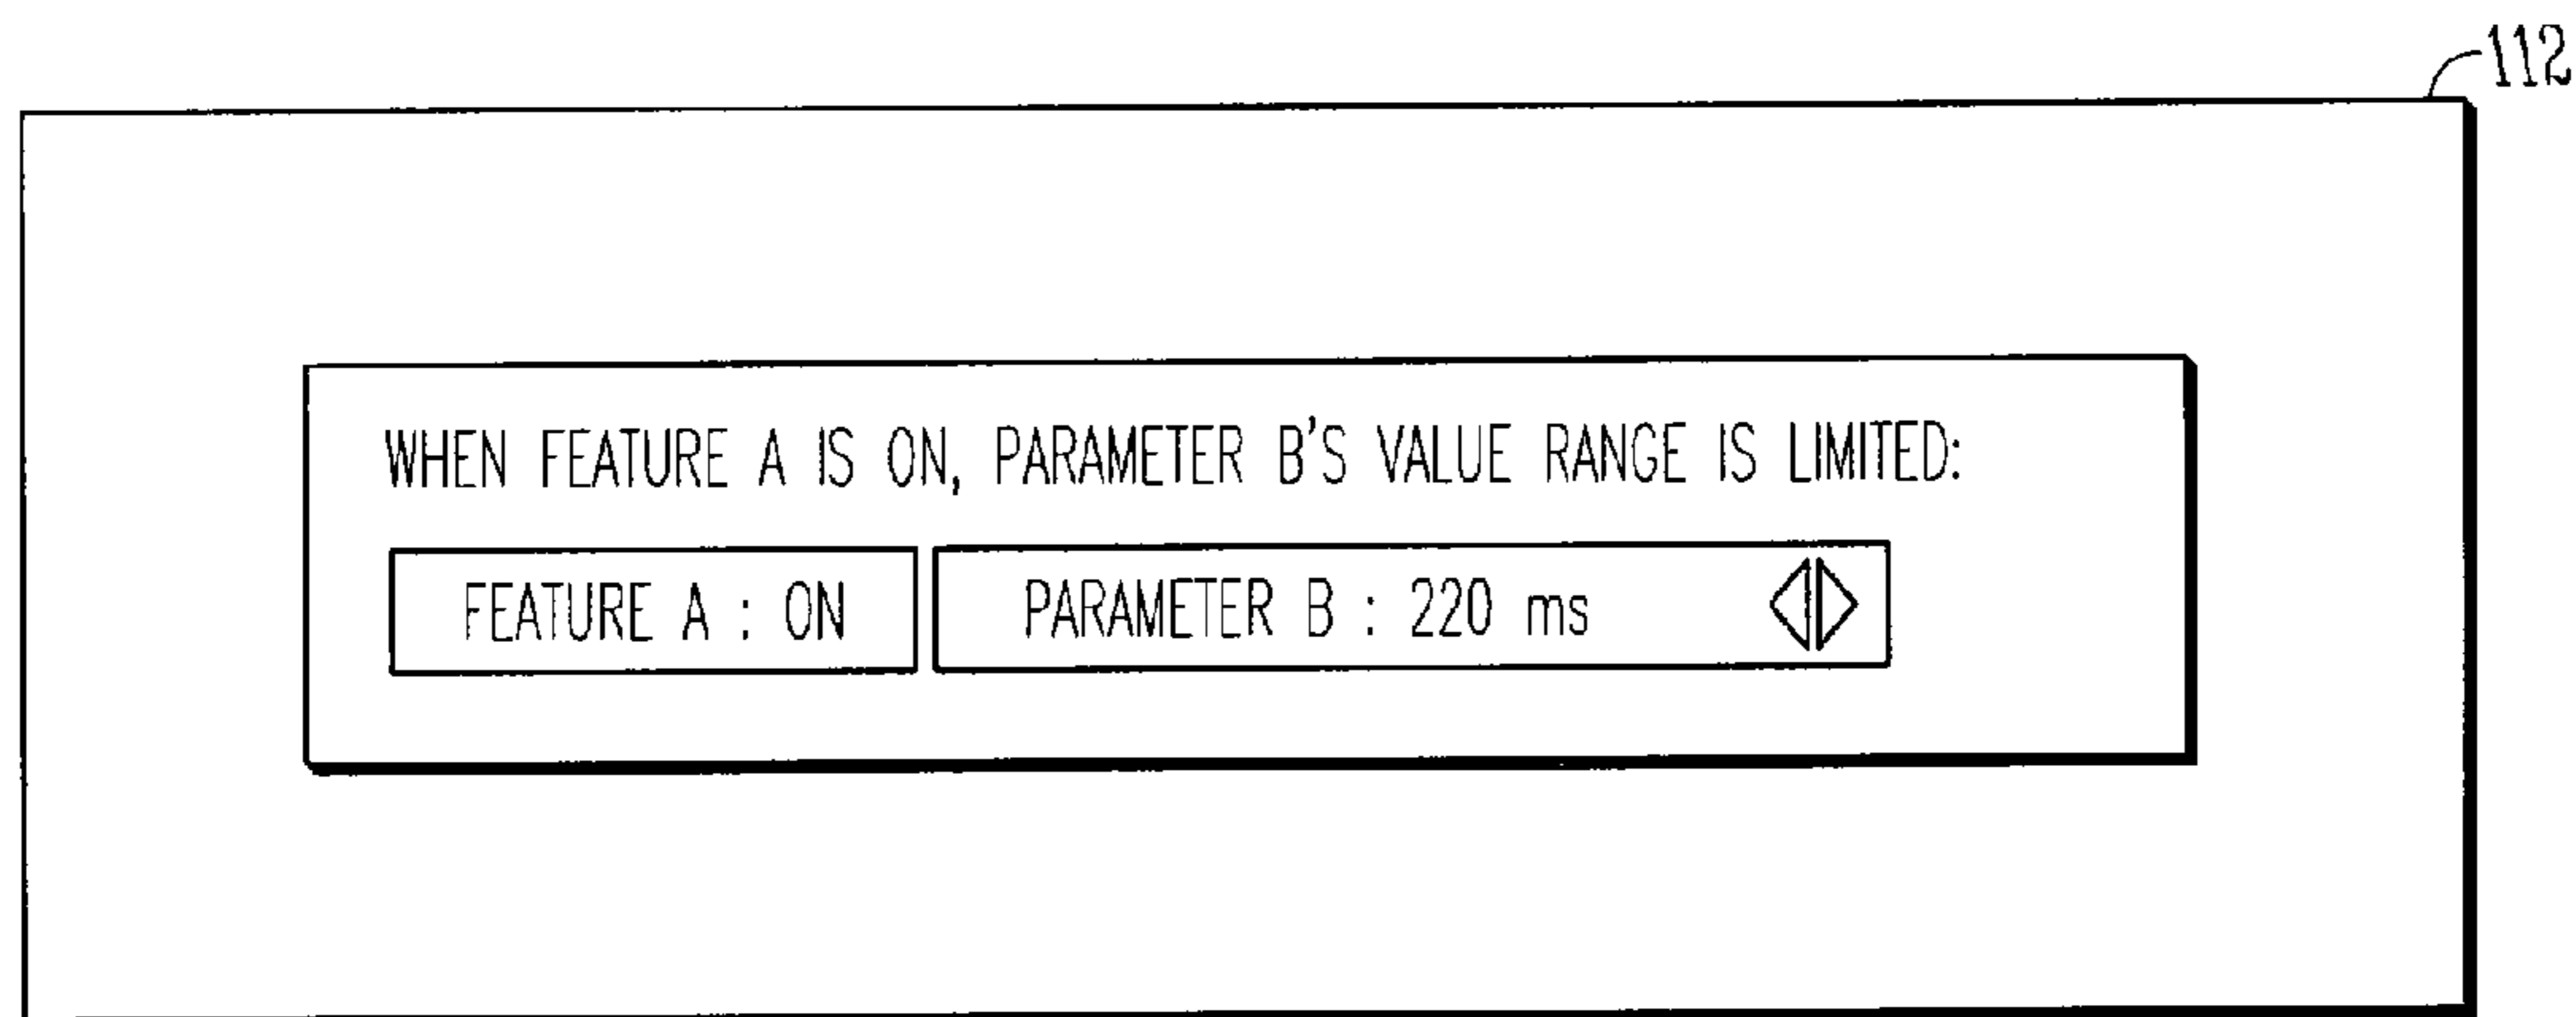 112
WHEN FEATURE A IS ON, PARAMETER B'S VALUE RANGE IS LIMITED:
FEATURE A : ON PARAMETER B : 220 ms